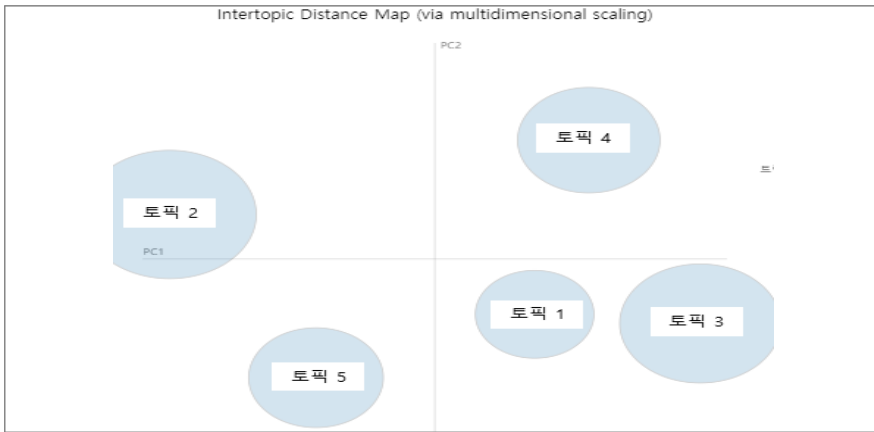 Intertopic Distance Map (via multidimensional scaling)
PC2
토픽 4
토픽 2
PC1
토픽 1
토픽 3
토픽 5